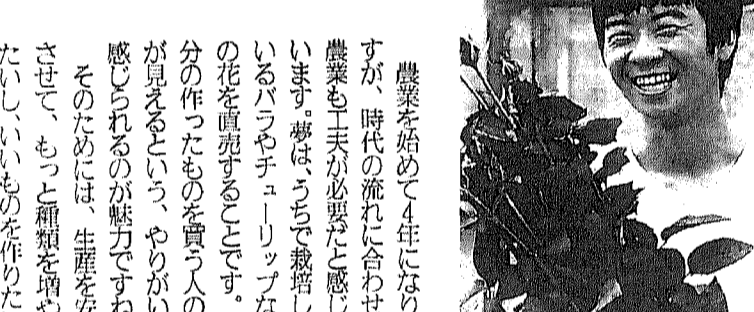 農業を始めて4年になり
すが、時代の流れに合わせ
農業も工夫が必要だと感じ
います。夢は、うちで栽培し
いるバラやチューリップな
の花を直売することです。
分の作ったものを買う人の
が見えるという、やりがい
感じられるのが魅力ですね
そのためには、生産を安
させて、もっと種類を増や
たいし、いいものを作りた